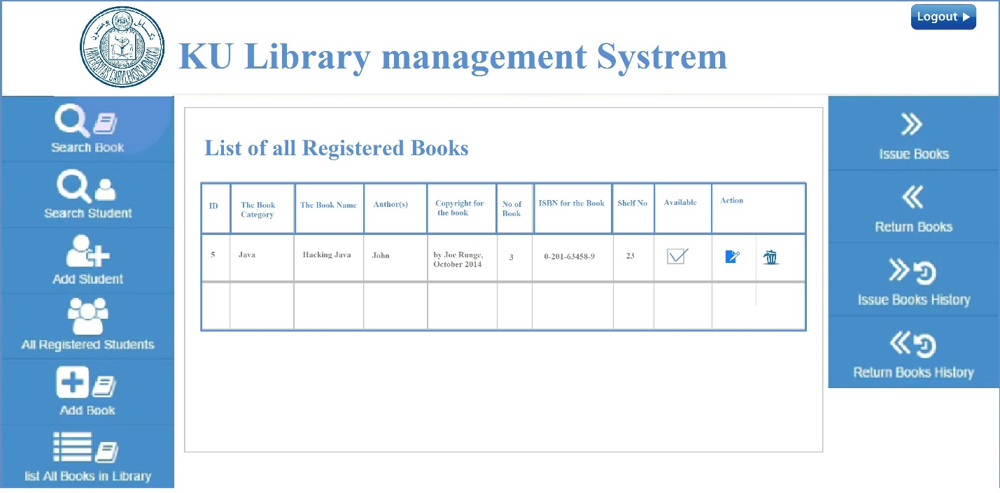 Logout
KU Library management Systrem
Search Book
Search Student
Add Student
All Registered Students
Add Book
list All Books in Library
List of all Registered Books
ID
The Book
Category
The Book Name
Author(s)
Copyright for
the book
No of
Book
ISBN for the Book
Shelf No
Available
Action
5
Java
Hacking Java
John
by Joe Runge,
October 2014
3
0-201-63458-9
23
Issue Books
Return Books
Issue Books History
Return Books History